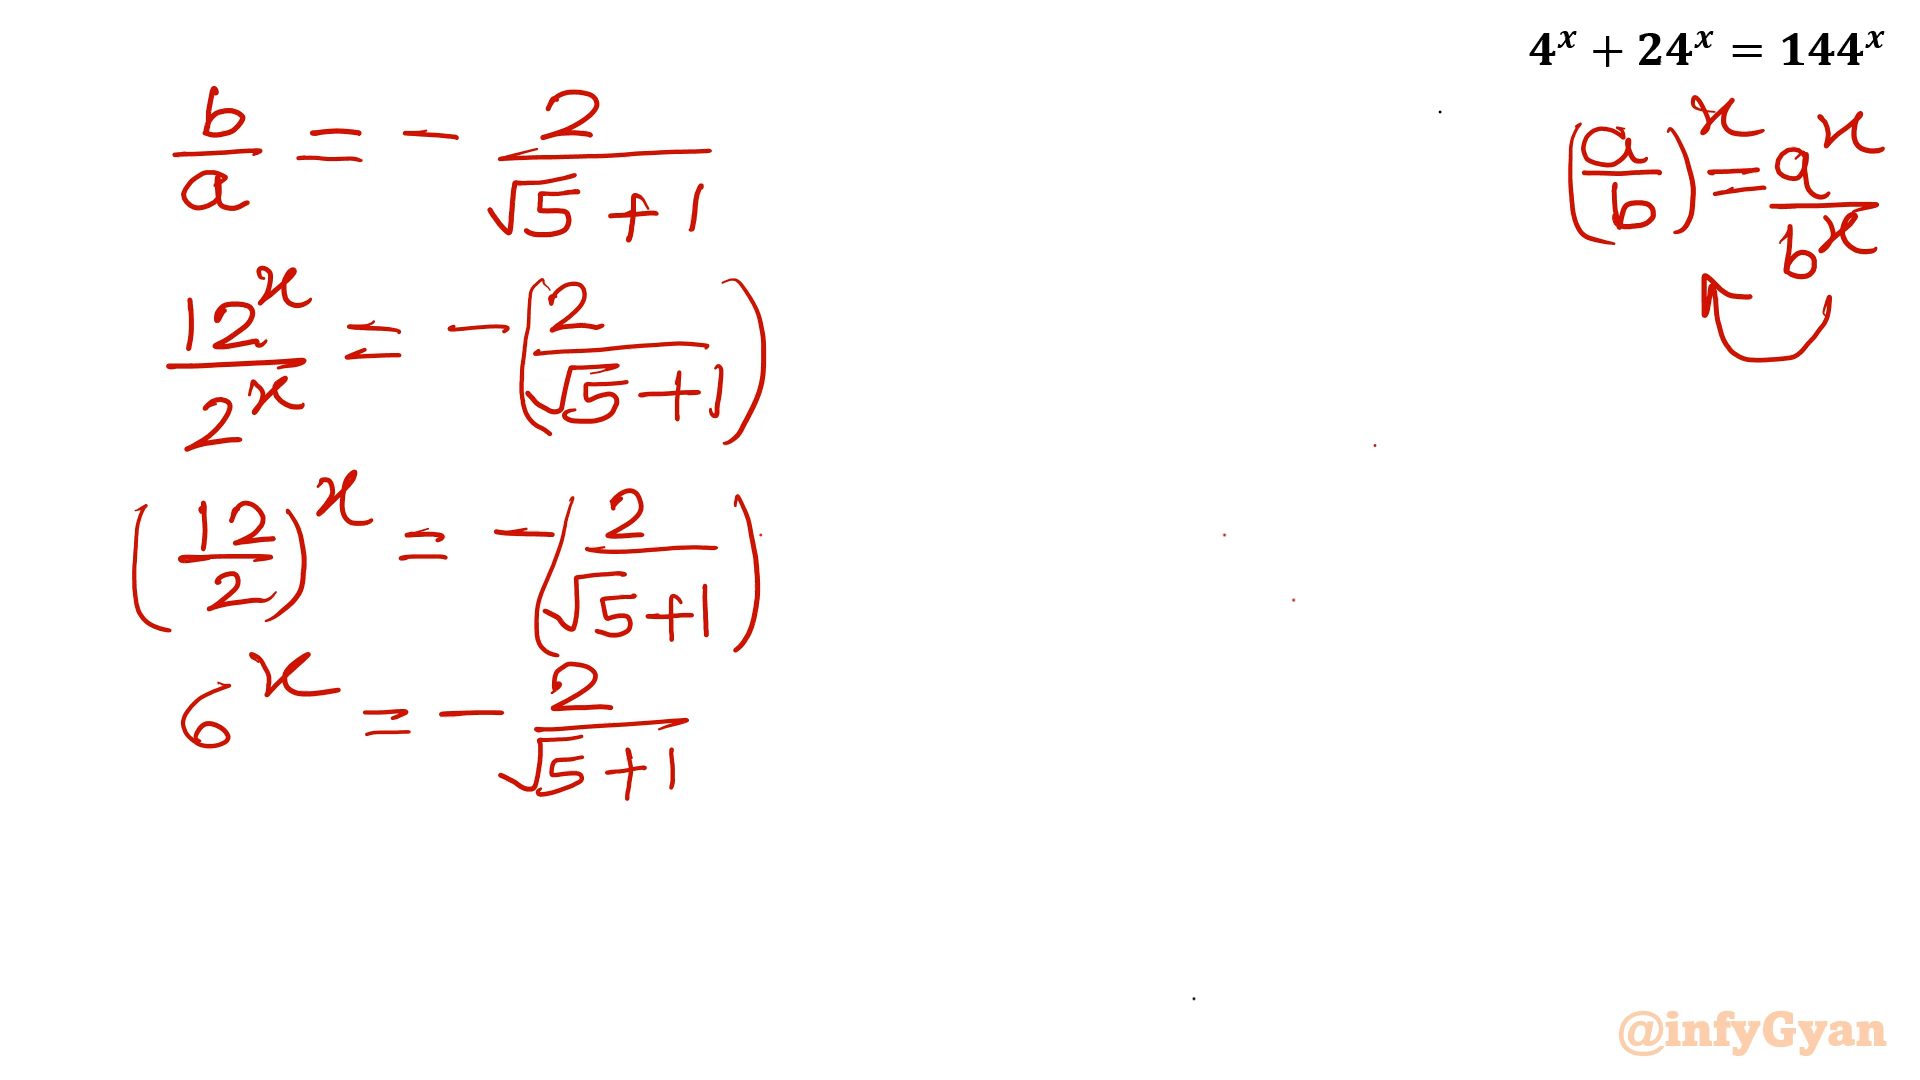 4^x + 24^x = 144^x
b/a = - 2/(√5 + 1)
(a/b)^x = a^x/b^x
12^x/2^x = - (2/(√5 + 1))
(12/2)^x = - (2/(√5 + 1))
6^x = - 2/(√5 + 1)
@infyGyan